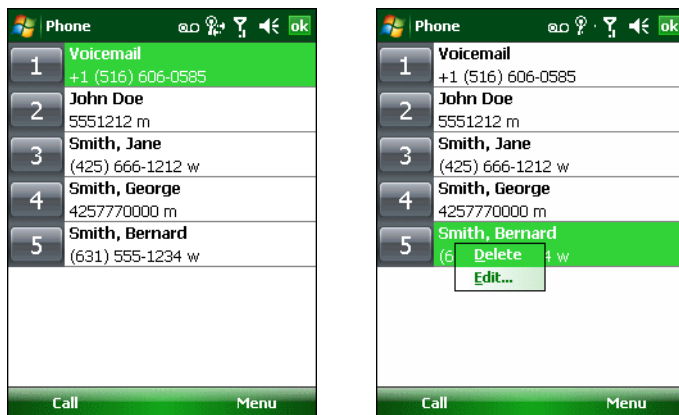 Phone ok
1 Voicemail
+1 (516) 606-0585
2 John Doe
5551212 m
3 Smith, Jane
(425) 666-1212 w
4 Smith, George
4257770000 m
5 Smith, Bernard
(631) 555-1234 w
Call Menu
Phone ok
1 Voicemail
+1 (516) 606-0585
2 John Doe
5551212 m
3 Smith, Jane
(425) 666-1212 w
4 Smith, George
4257770000 m
5 Smith, Bernard
(6 4 w
Delete
Edit...
Call Menu